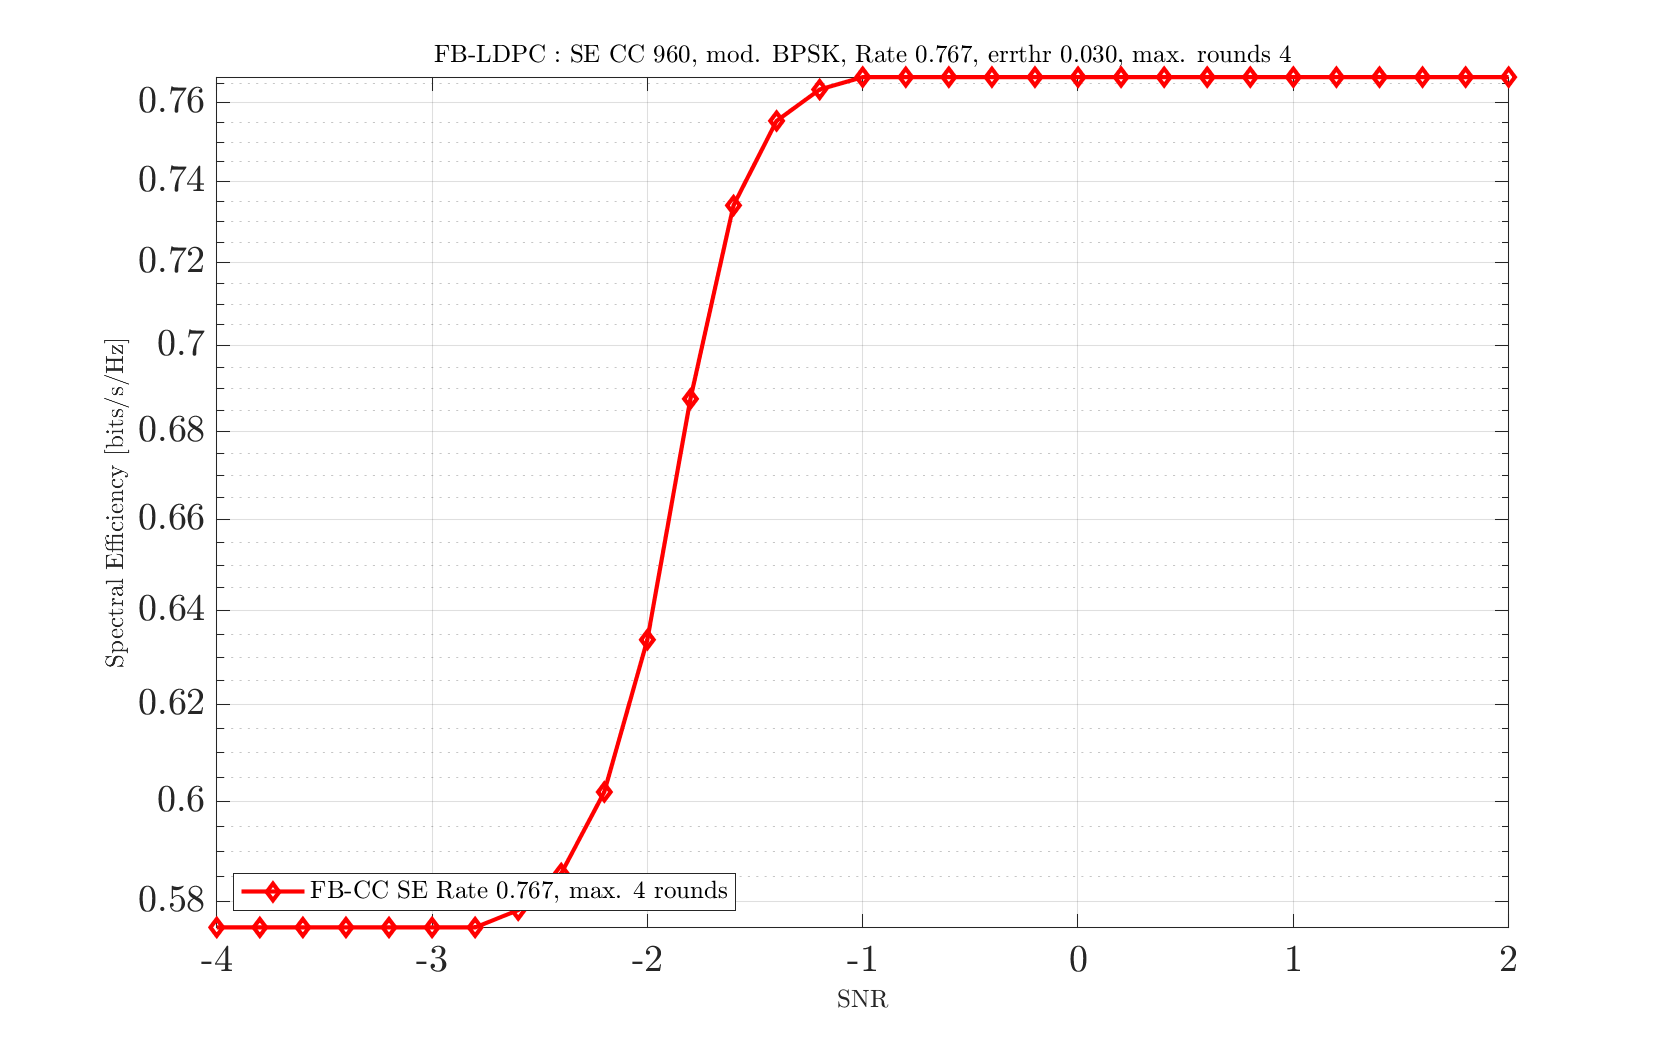 FB-LDPC : SE CC 960, mod. BPSK, Rate 0.767, errthr 0.030, max. rounds 4
0.76
0.74
0.72
0.7
0.68
0.66
0.64
0.62
0.6
0.58
Spectral Efficiency [bits/s/Hz]
FB-CC SE Rate 0.767, max. 4 rounds
-4 -3 -2 -1 0 1 2
SNR